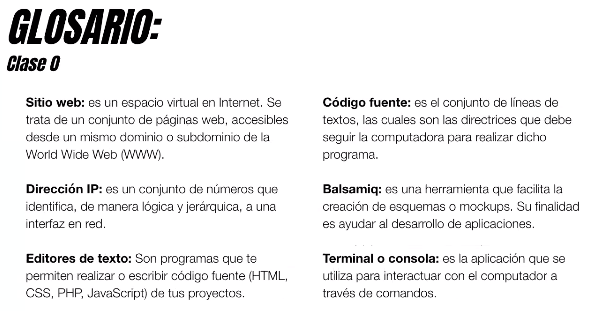 GLOSARIO:
Clase 0
Sitio web: es un espacio virtual en Internet. Se
trata de un conjunto de páginas web, accesibles
desde un mismo dominio o subdominio de la
World Wide Web (WWW).
Dirección IP: es un conjunto de números que
identifica, de manera lógica y jerárquica, a una
interfaz en red.
Editores de texto: Son programas que te
permiten realizar o escribir código fuente (HTML,
CSS, PHP, JavaScript) de tus proyectos.
Código fuente: es el conjunto de líneas de
textos, las cuales son las directrices que debe
seguir la computadora para realizar dicho
programa.
Balsamiq: es una herramienta que facilita la
creación de esquemas o mockups. Su finalidad
es ayudar al desarrollo de aplicaciones.
Terminal o consola: es la aplicación que se
utiliza para interactuar con el computador a
través de comandos.